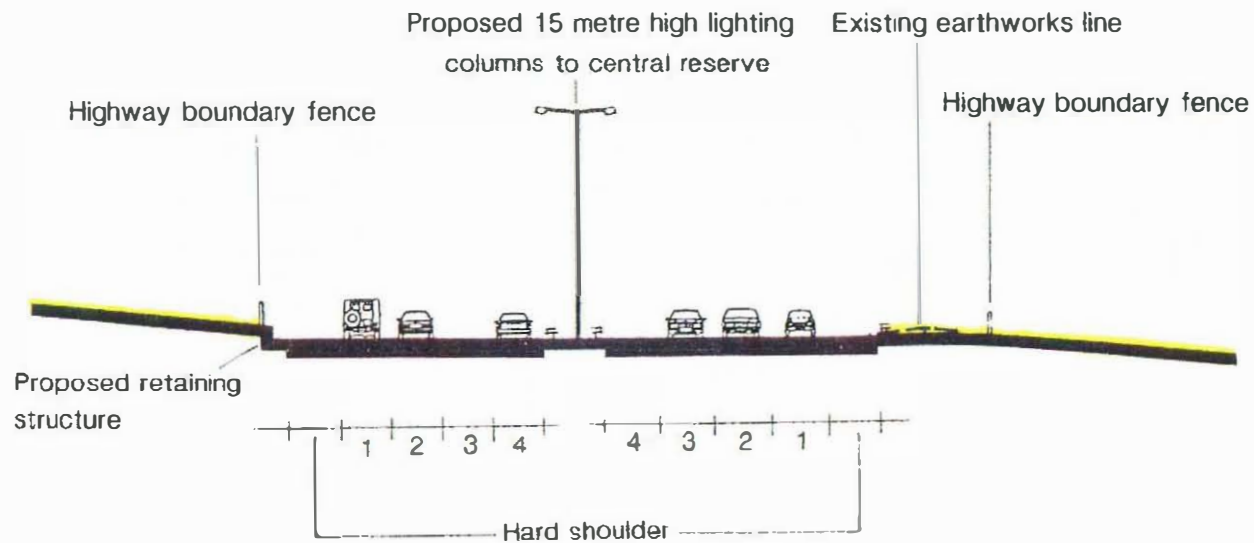 Proposed 15 metre high lighting
columns to central reserve
Existing earthworks line
Highway boundary fence
Highway boundary fence
Proposed retaining
structure
1 2 3 4 4 3 2 1
Hard shoulder